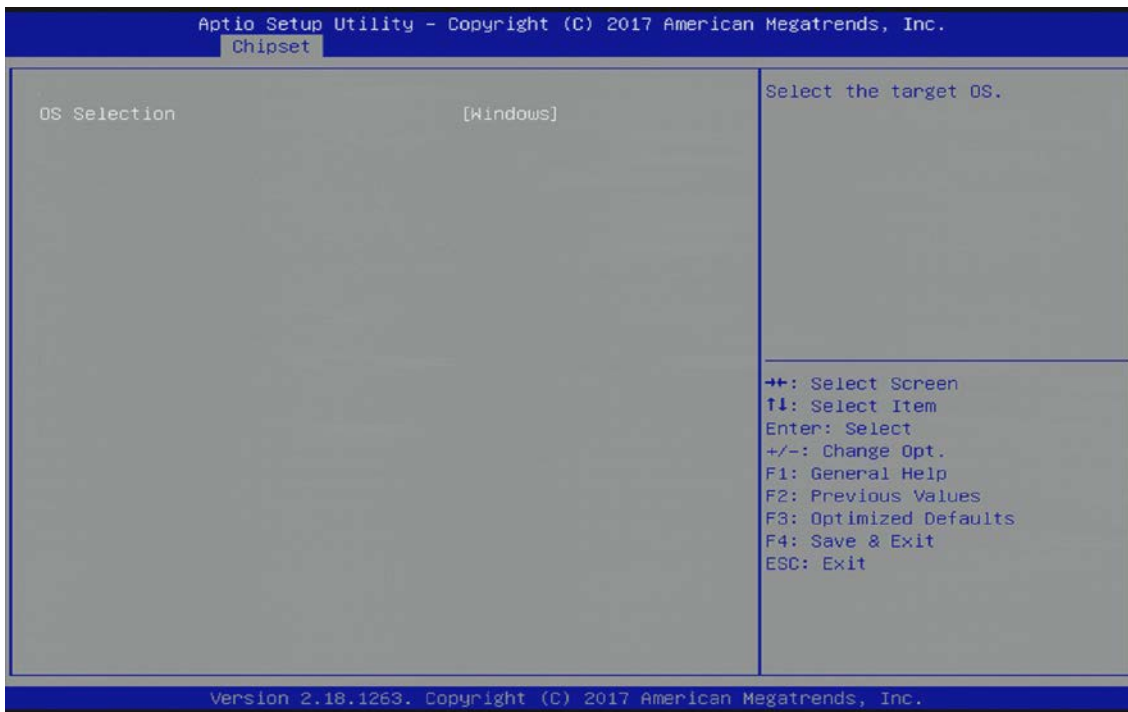 Aptio Setup Utility – Copyright (C) 2017 American Megatrends, Inc.
Chipset
OS Selection [Windows]
Select the target OS.
→←: Select Screen
↑↓: Select Item
Enter: Select
+/-: Change Opt.
F1: General Help
F2: Previous Values
F3: Optimized Defaults
F4: Save & Exit
ESC: Exit
Version 2.18.1263. Copyright (C) 2017 American Megatrends, Inc.